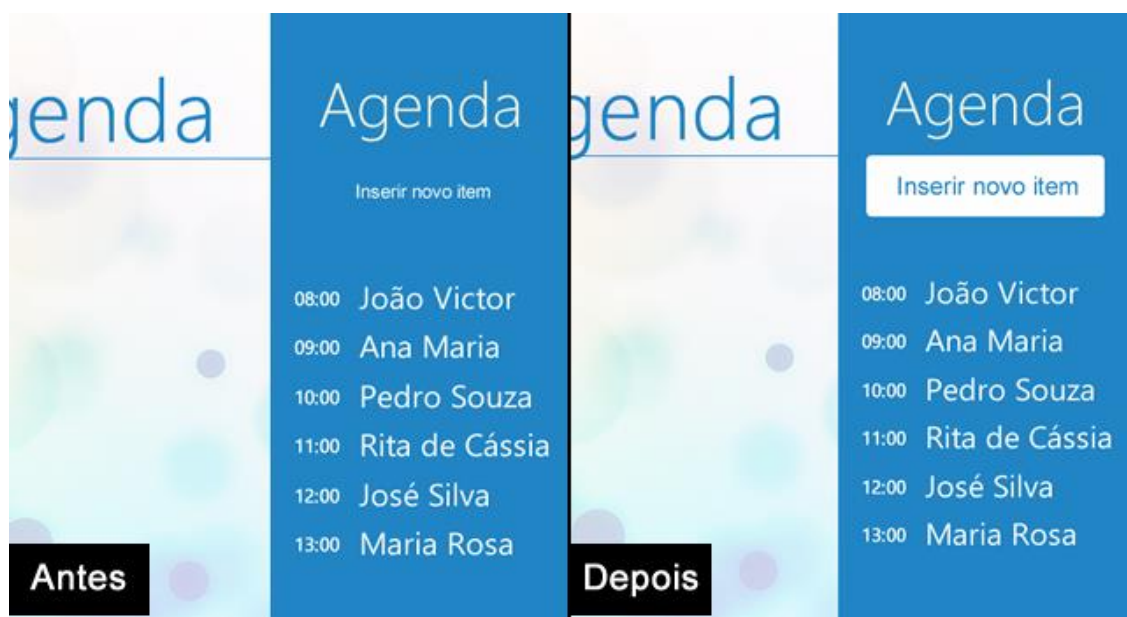 genda
Agenda
Inserir novo item
08:00 João Victor
09:00 Ana Maria
10:00 Pedro Souza
11:00 Rita de Cássia
12:00 José Silva
13:00 Maria Rosa
Antes
genda
Agenda
Inserir novo item
08:00 João Victor
09:00 Ana Maria
10:00 Pedro Souza
11:00 Rita de Cássia
12:00 José Silva
13:00 Maria Rosa
Depois